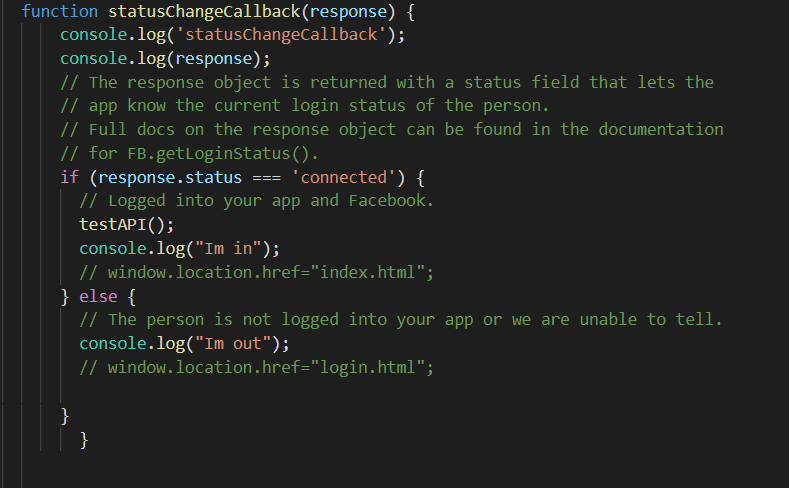 function statusChangeCallback(response) {
console.log('statusChangeCallback');
console.log(response);
// The response object is returned with a status field that lets the
// app know the current login status of the person.
// Full docs on the response object can be found in the documentation
// for FB.getLoginStatus().
if (response.status === 'connected') {
// Logged into your app and Facebook.
testAPI();
console.log("Im in");
// window.location.href="index.html";
} else {
// The person is not logged into your app or we are unable to tell.
console.log("Im out");
// window.location.href="login.html";
}
}